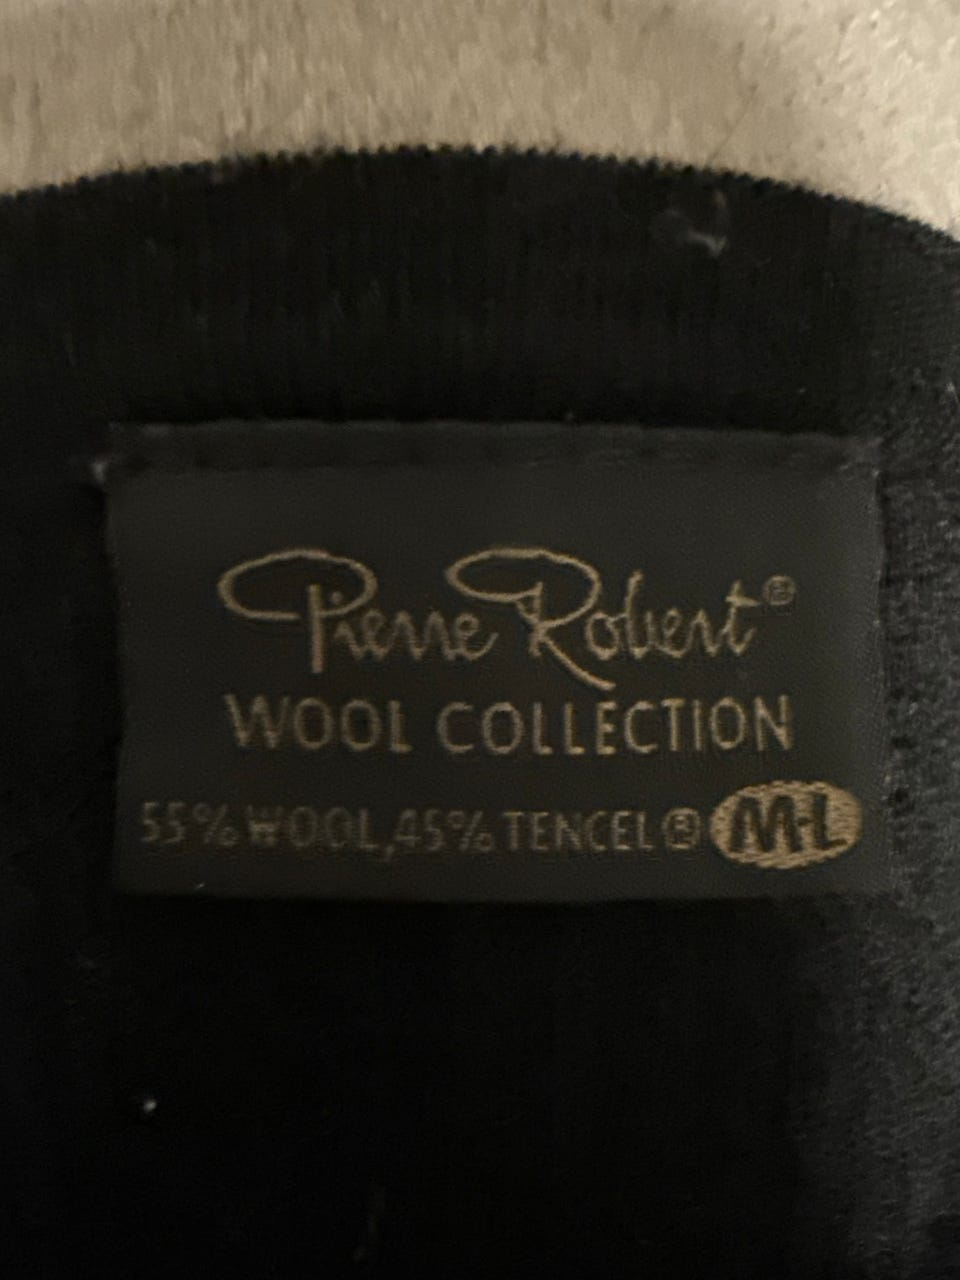 Pierre Robert®
WOOL COLLECTION
55% WOOL, 45% TENCEL® M-L